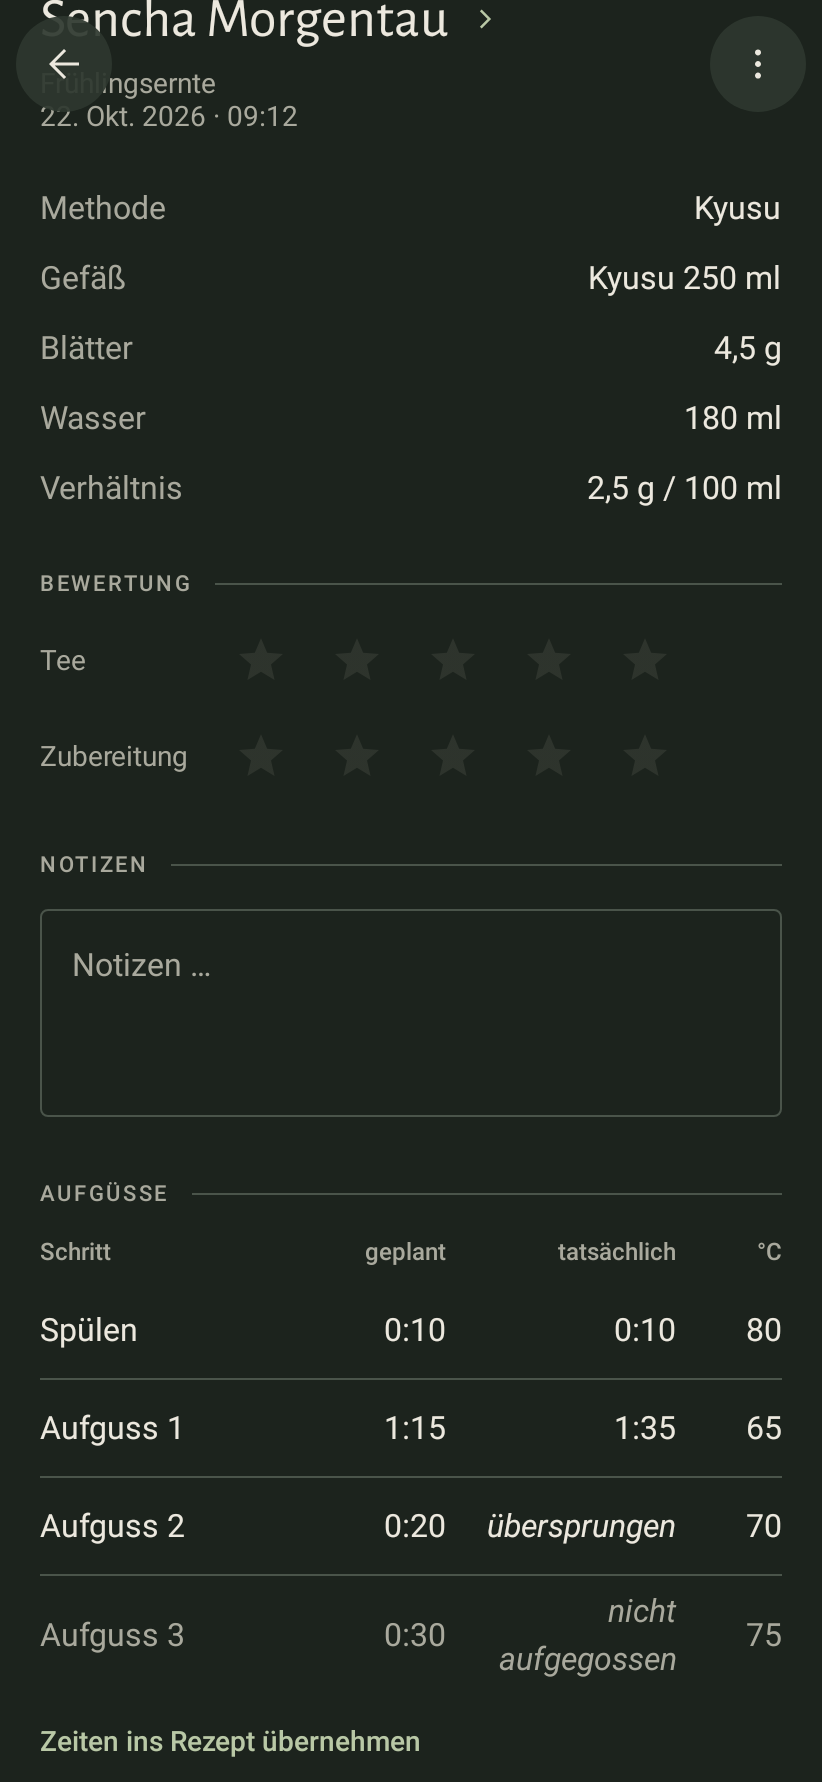 Sencha Morgentau
Frühlingsernte
22. Okt. 2026 · 09:12
Methode Kyusu
Gefäß Kyusu 250 ml
Blätter 4,5 g
Wasser 180 ml
Verhältnis 2,5 g / 100 ml
BEWERTUNG
Tee
Zubereitung
NOTIZEN
Notizen ...
AUFGÜSSE
Schritt geplant tatsächlich °C
Spülen 0:10 0:10 80
Aufguss 1 1:15 1:35 65
Aufguss 2 0:20 übersprungen 70
Aufguss 3 0:30 nicht aufgegossen 75
Zeiten ins Rezept übernehmen